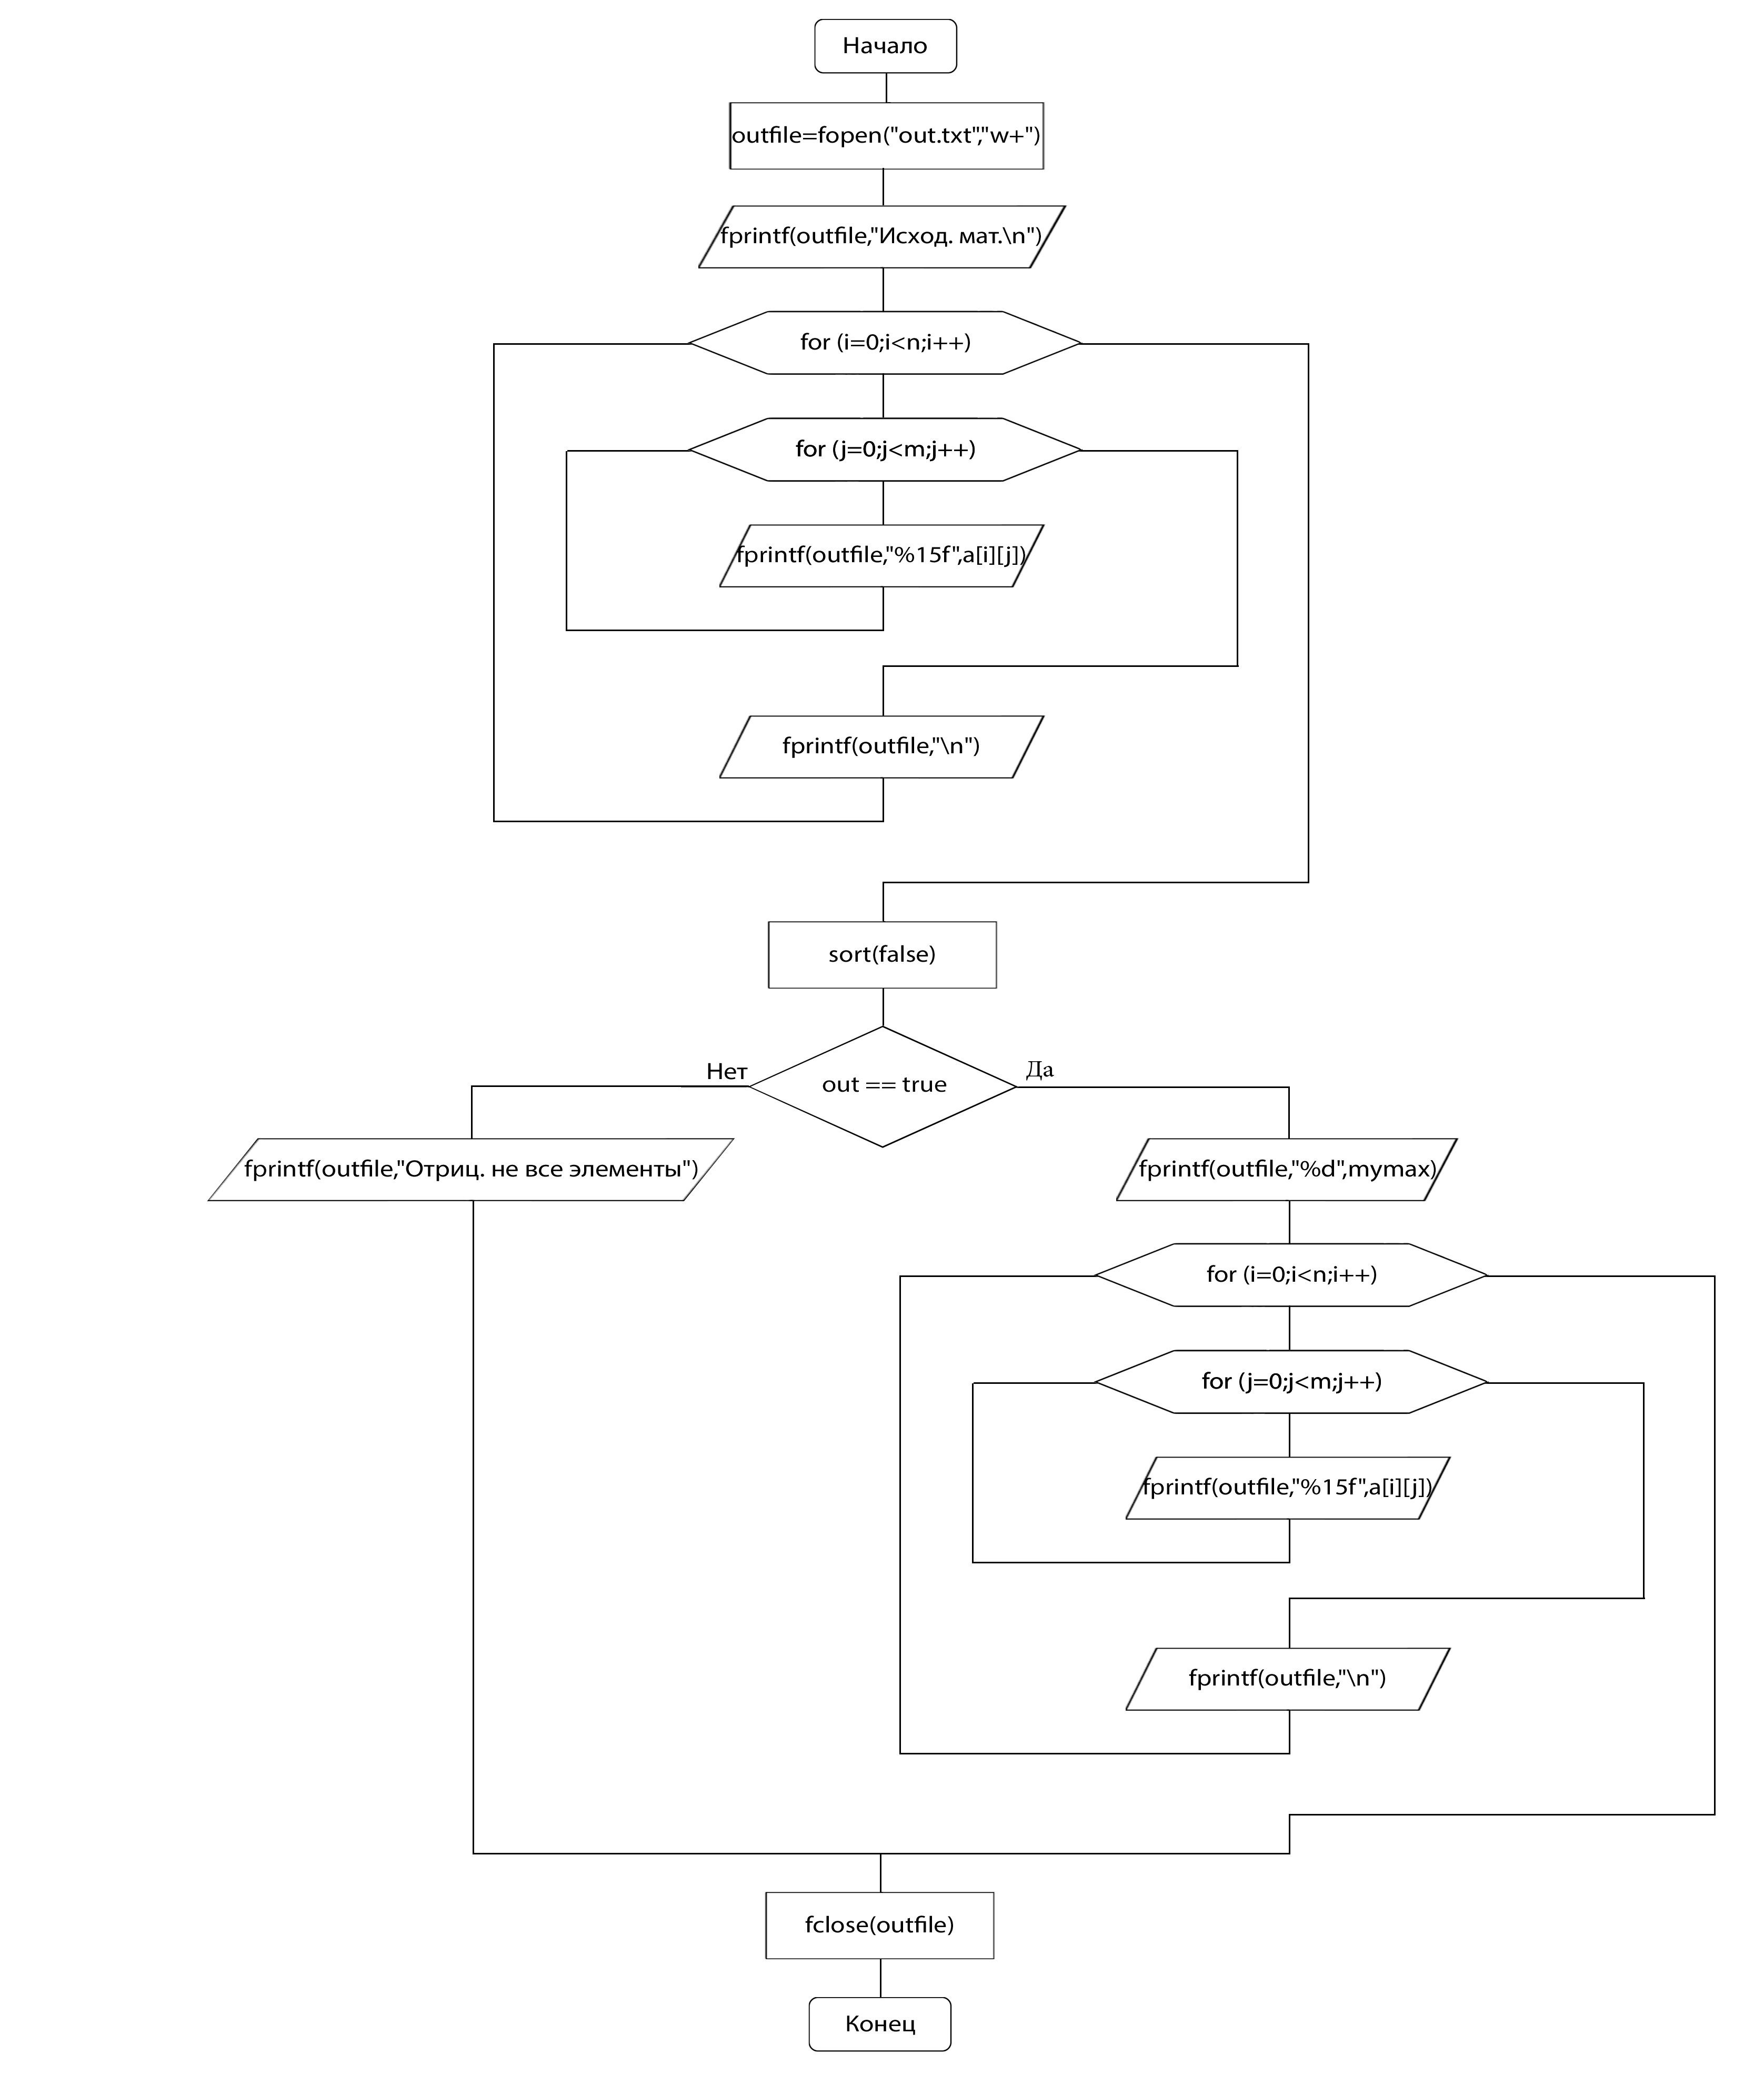 Начало
outfile=fopen("out.txt","w+")
fprintf(outfile,"Исход. мат.\n")
for (i=0;i<n;i++)
for (j=0;j<m;j++)
fprintf(outfile,"%15f",a[i][j])
fprintf(outfile,"\n")
sort(false)
out == true
Нет
Да
fprintf(outfile,"Отриц. не все элементы")
fprintf(outfile,"%d",mymax)
for (i=0;i<n;i++)
for (j=0;j<m;j++)
fprintf(outfile,"%15f",a[i][j])
fprintf(outfile,"\n")
fclose(outfile)
Конец